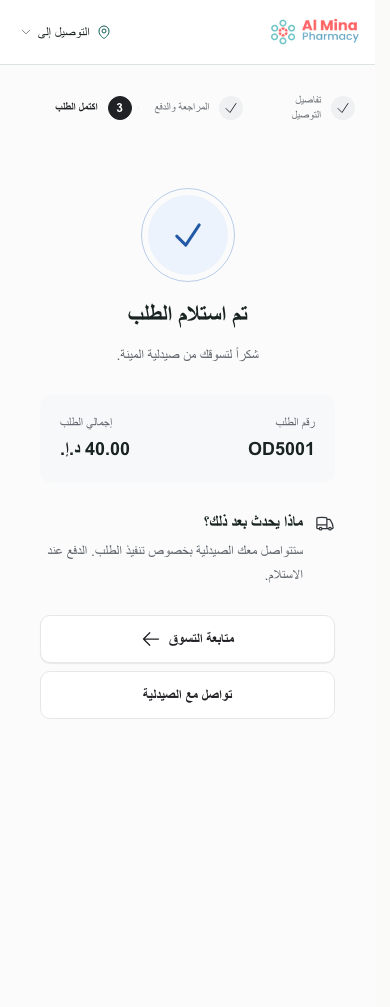 Al Mina
Pharmacy
التوصيل إلى
تفاصيل
التوصيل
المراجعة والدفع
3
اكتمل الطلب
تم استلام الطلب
شكراً لتسوقك من صيدلية المينة.
رقم الطلب
OD5001
إجمالي الطلب
40.00 د.إ.
ماذا يحدث بعد ذلك؟
ستتواصل معك الصيدلية بخصوص تنفيذ الطلب. الدفع عند
الاستلام.
متابعة التسوق
تواصل مع الصيدلية